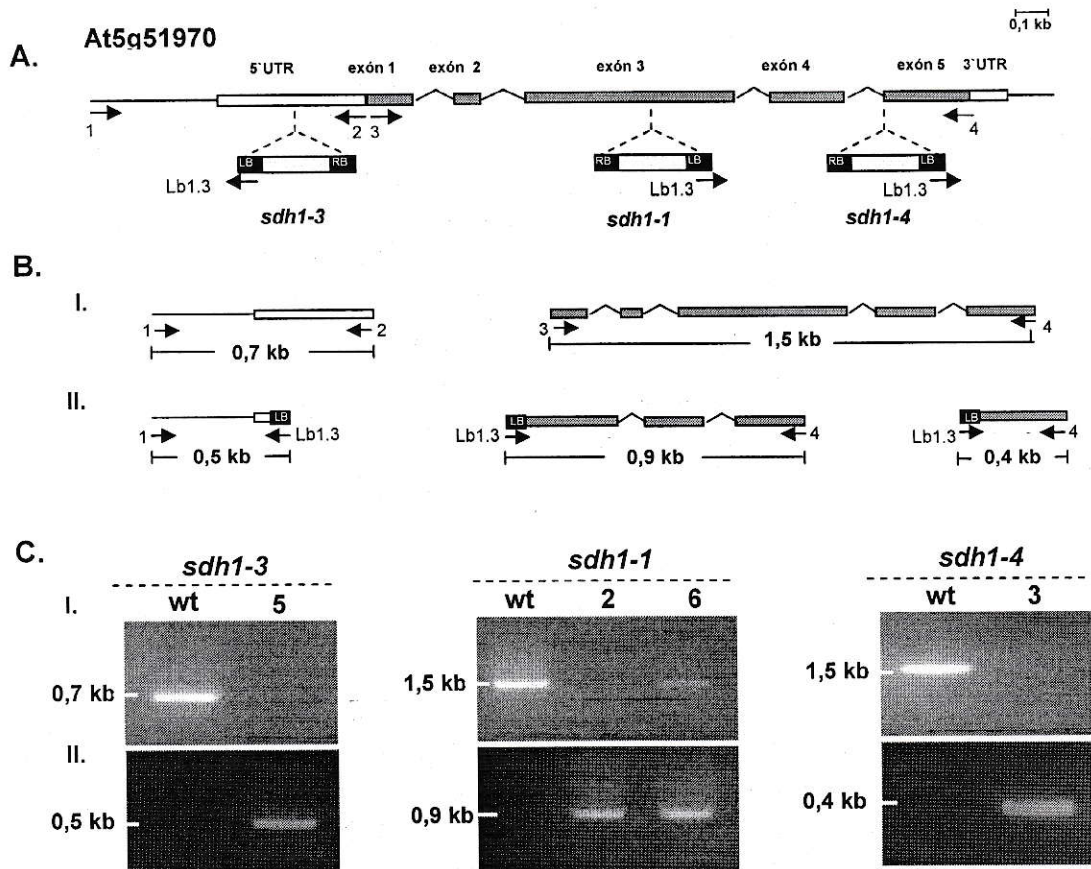 0,1 kb
At5g51970
A.
5`UTR exón 1 exón 2 exón 3 exón 4 exón 5 3`UTR
1 2 3 4
LB RB RB LB RB LB
Lb1.3 Lb1.3 Lb1.3
sdh1-3 sdh1-1 sdh1-4
B.
I.
1 2 3 4
0,7 kb 1,5 kb
II.
LB LB LB
1 Lb1.3 Lb1.3 4 Lb1.3 4
0,5 kb 0,9 kb 0,4 kb
C.
sdh1-3 sdh1-1 sdh1-4
I. wt 5 wt 2 6 wt 3
0,7 kb 1,5 kb 1,5 kb
II.
0,5 kb 0,9 kb 0,4 kb